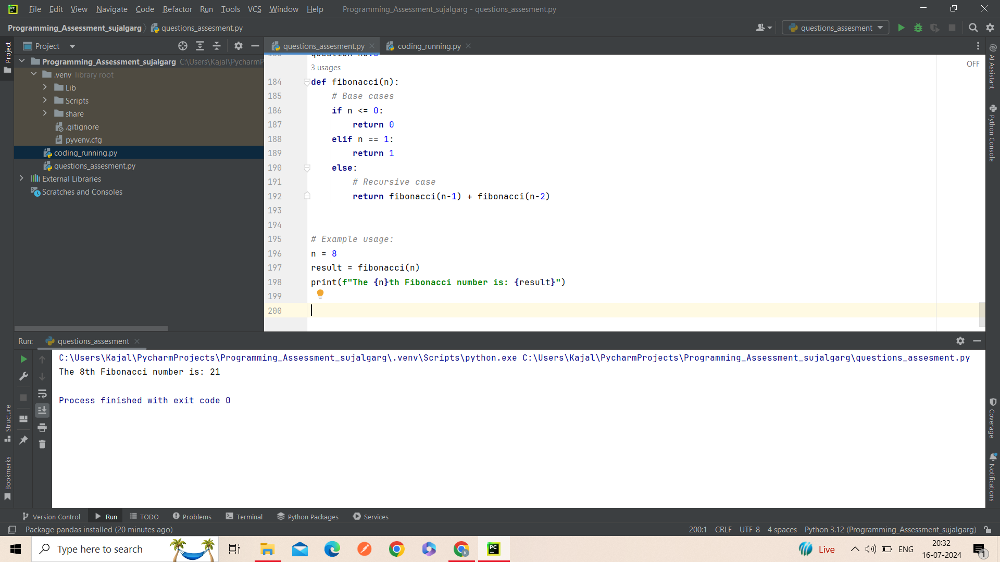 PC File Edit View Navigate Code Refactor Run Tools VCS Window Help Programming_Assessment_sujalgarg - questions_assesment.py
Programming_Assessment_sujalgarg questions_assesment.py questions_assesment
Project questions_assesment.py coding_running.py
Project
Programming_Assessment_sujalgarg C:\Users\Kajal\PycharmP
.venv library root
Lib
Scripts
share
.gitignore
pyvenv.cfg
coding_running.py
questions_assesment.py
External Libraries
Scratches and Consoles
OFF
3 usages
184 def fibonacci(n):
185 # Base cases
186 if n <= 0:
187 return 0
188 elif n == 1:
189 return 1
190 else:
191 # Recursive case
192 return fibonacci(n-1) + fibonacci(n-2)
193
194
195 # Example usage:
196 n = 8
197 result = fibonacci(n)
198 print(f"The {n}th Fibonacci number is: {result}")
199
200
AI Assistant
Python Console
Run: questions_assesment
C:\Users\Kajal\PycharmProjects\Programming_Assessment_sujalgarg\.venv\Scripts\python.exe C:\Users\Kajal\PycharmProjects\Programming_Assessment_sujalgarg\questions_assesment.py
The 8th Fibonacci number is: 21
Process finished with exit code 0
Structure
Bookmarks
Coverage
Notifications
Version Control Run TODO Problems Terminal Python Packages Services
Package pandas installed (20 minutes ago) 200:1 CRLF UTF-8 4 spaces Python 3.12 (Programming_Assessment_sujalgarg)
Type here to search K PC Live ENG 20:32
16-07-2024 1